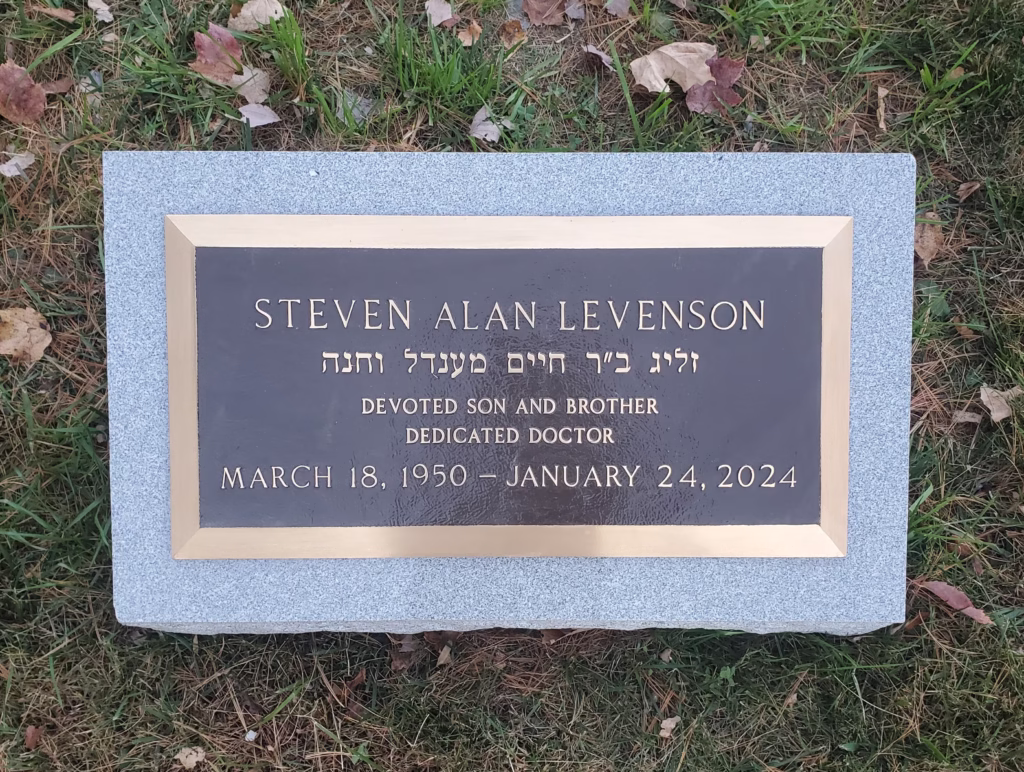 STEVEN ALAN LEVENSON
זליג ב״ר חיים מענדל וחנה
DEVOTED SON AND BROTHER
DEDICATED DOCTOR
MARCH 18, 1950 – JANUARY 24, 2024